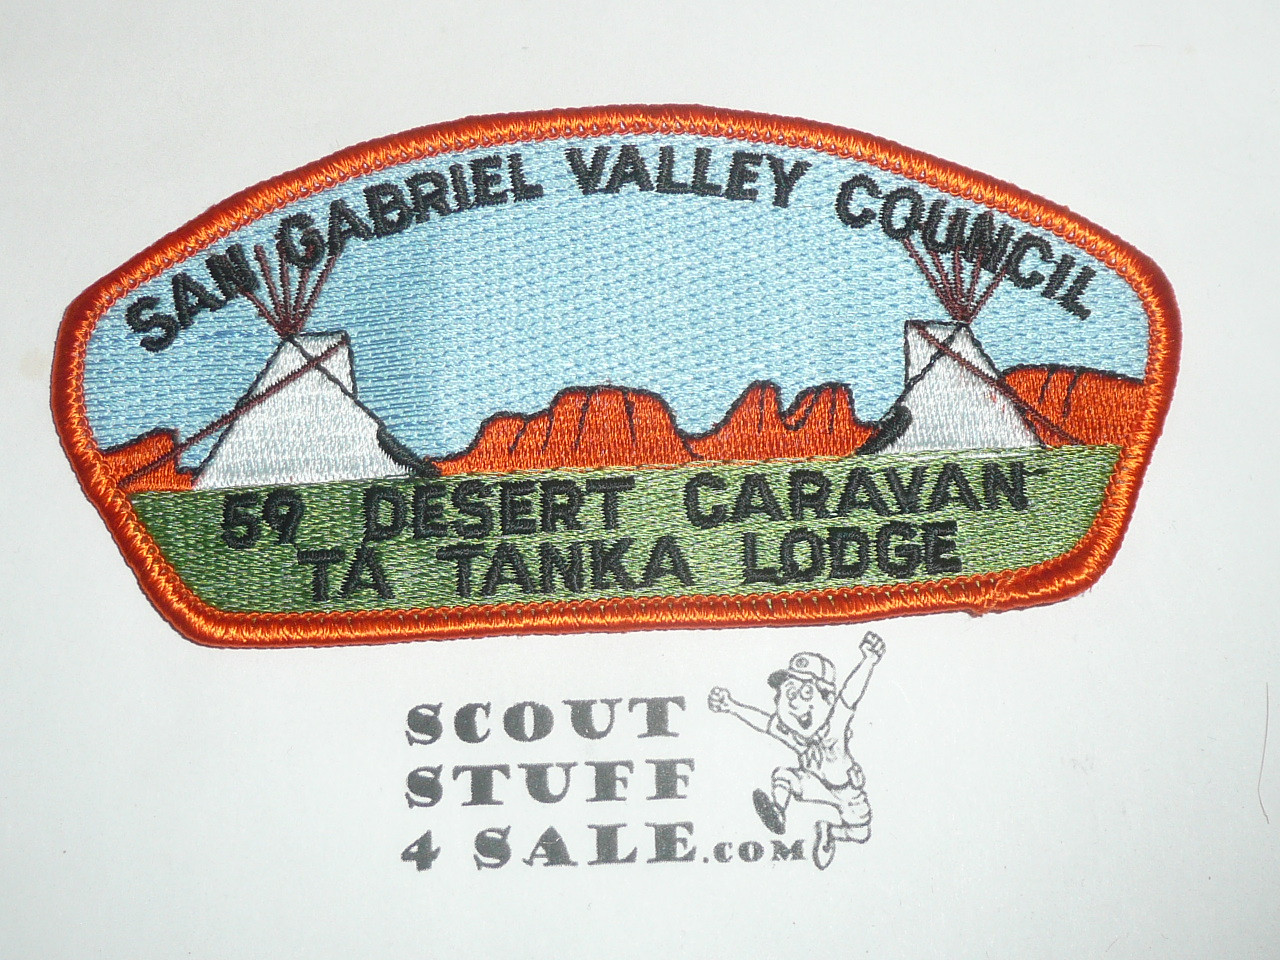 SAN GABRIEL VALLEY COUNCIL
59 DESERT CARAVAN
TA TANKA LODGE
SCOUT
STUFF
4 SALE.COM